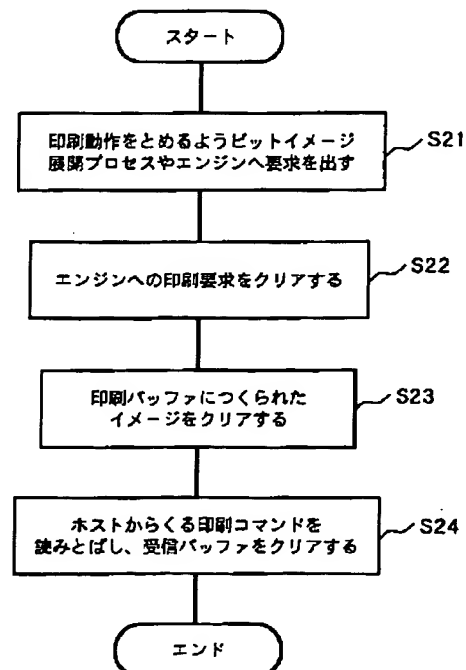 スタート
印刷動作をとめるようビットイメージ
展開プロセスやエンジンへ要求を出す
S21
エンジンへの印刷要求をクリアする
S22
印刷バッファにつくられた
イメージをクリアする
S23
ホストからくる印刷コマンドを
読みとばし、受信バッファをクリアする
S24
エンド